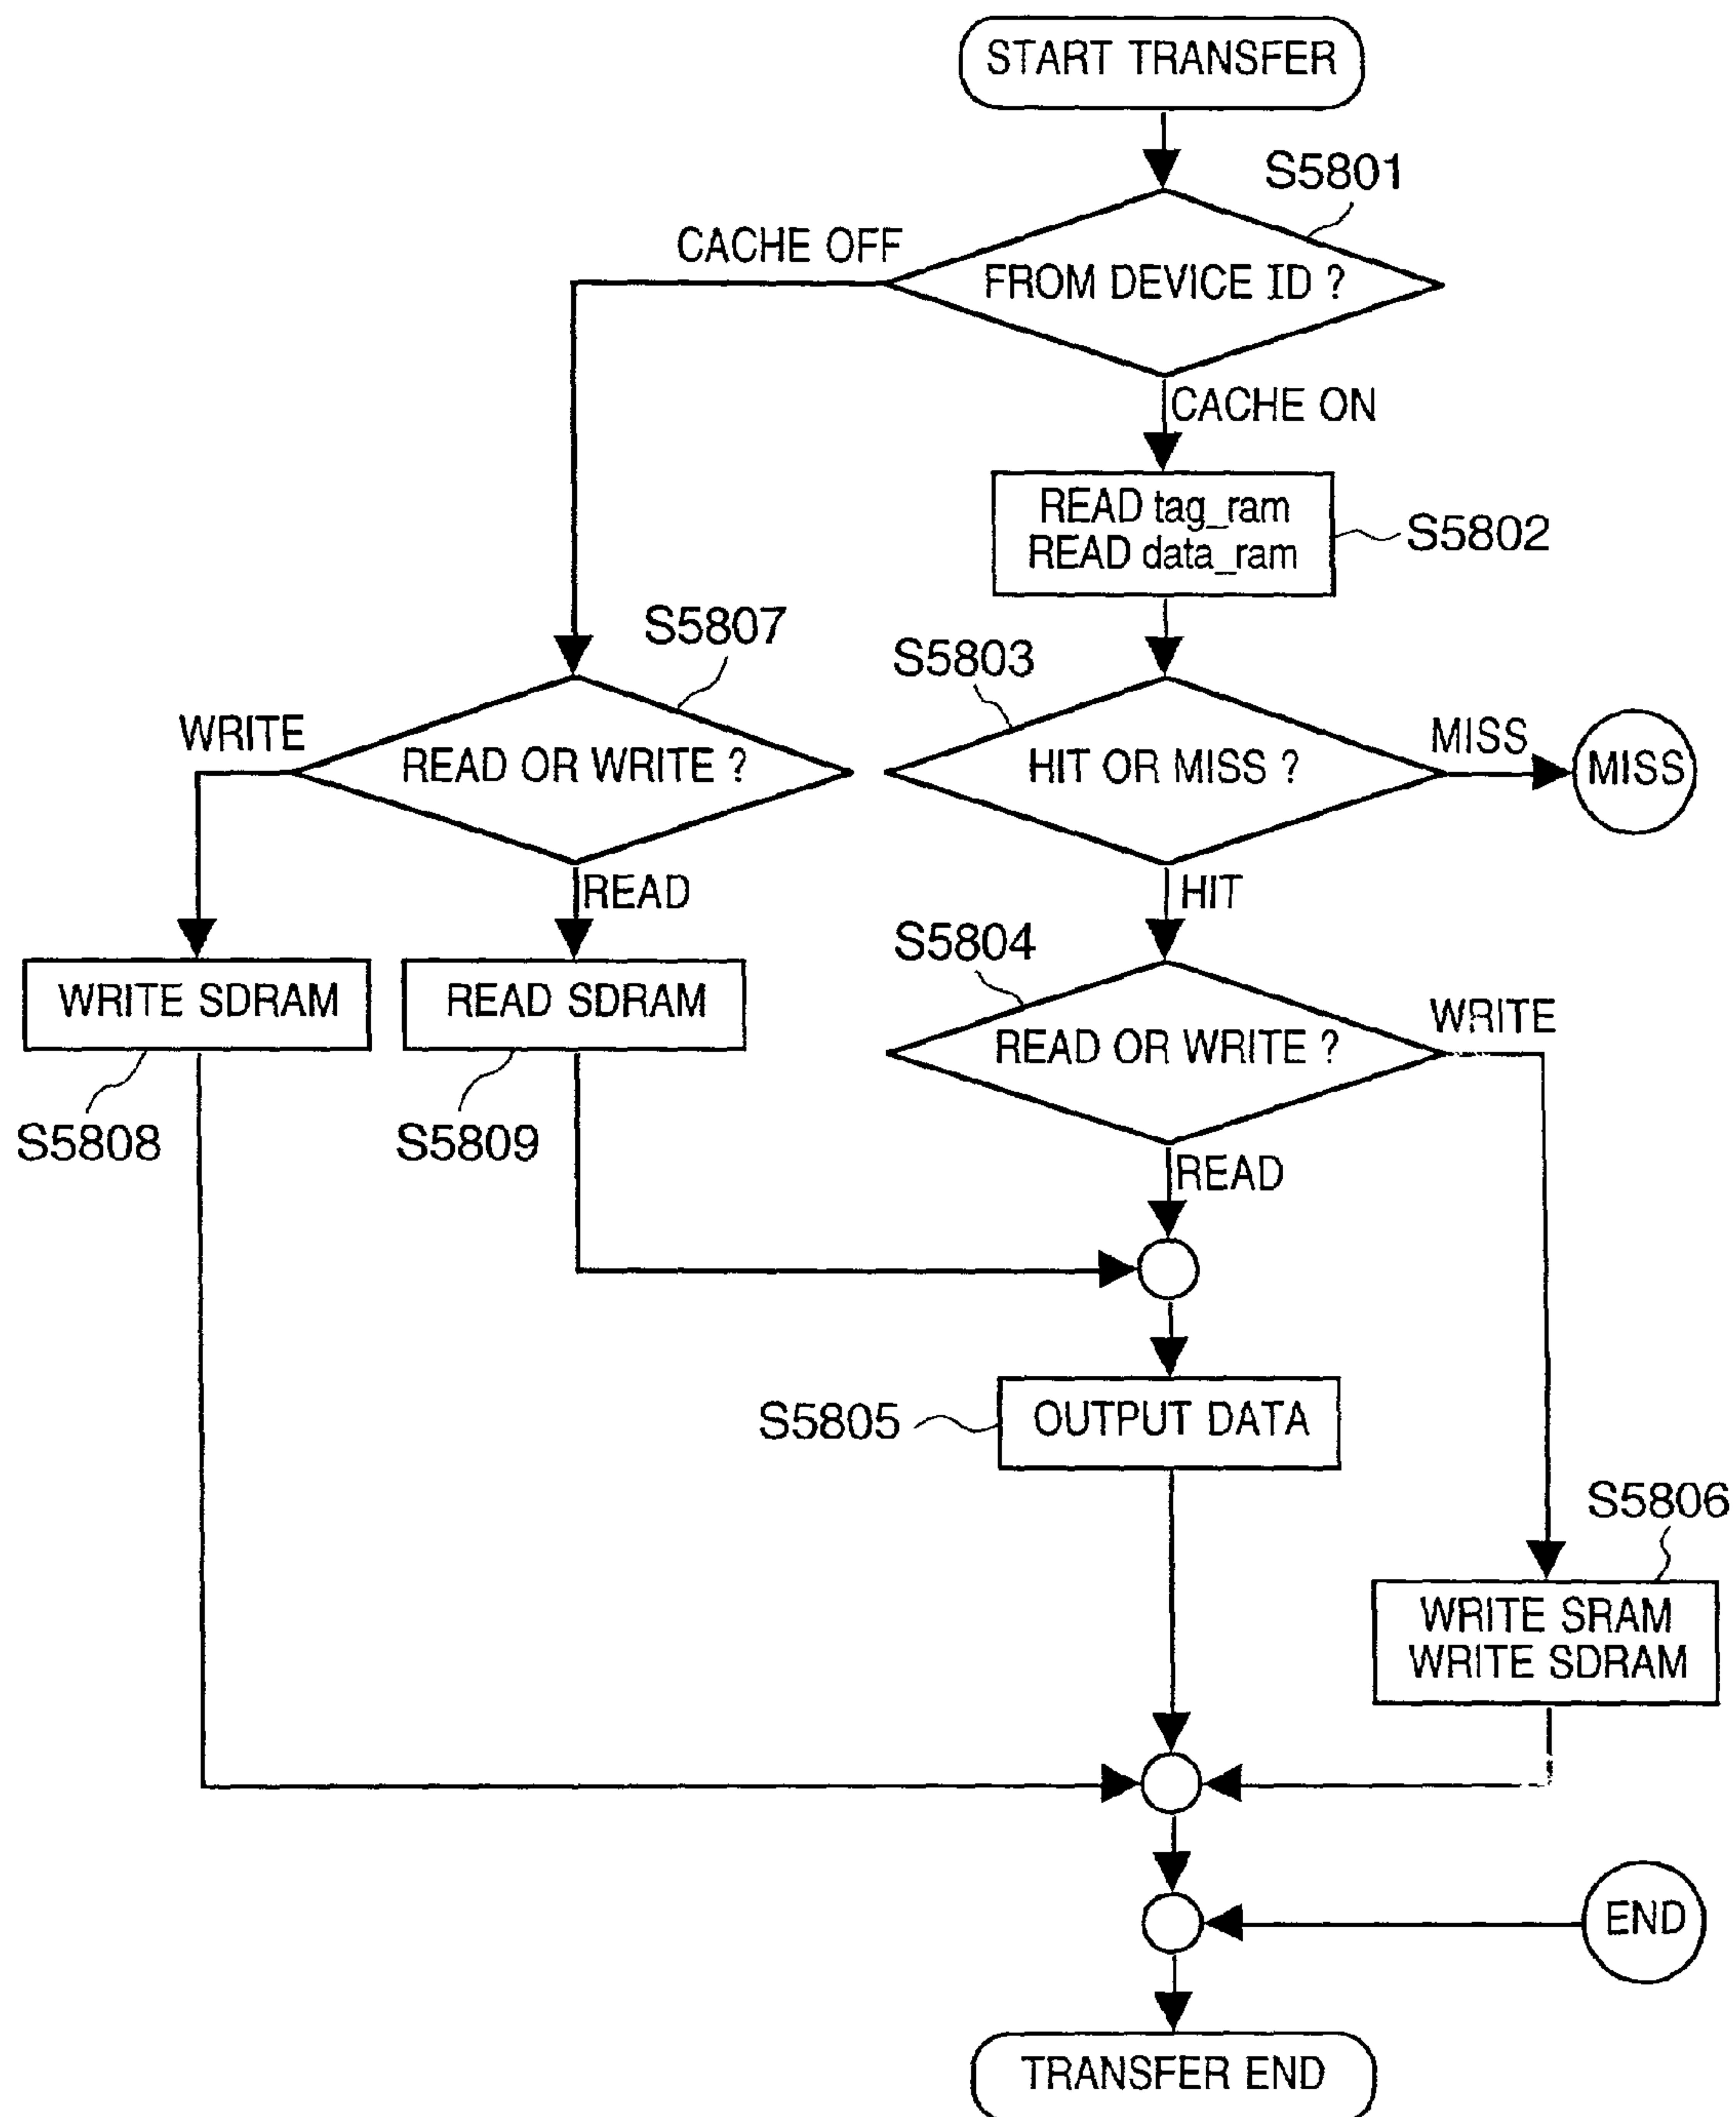 START TRANSFER
S5801
CACHE OFF
FROM DEVICE ID ?
CACHE ON
READ tag_ram
READ data_ram
S5802
S5807
S5803
WRITE
READ OR WRITE ?
HIT OR MISS ?
MISS
MISS
READ
HIT
S5804
WRITE SDRAM
READ SDRAM
READ OR WRITE ?
WRITE
S5808
S5809
READ
S5805
OUTPUT DATA
S5806
WRITE SRAM
WRITE SDRAM
END
TRANSFER END